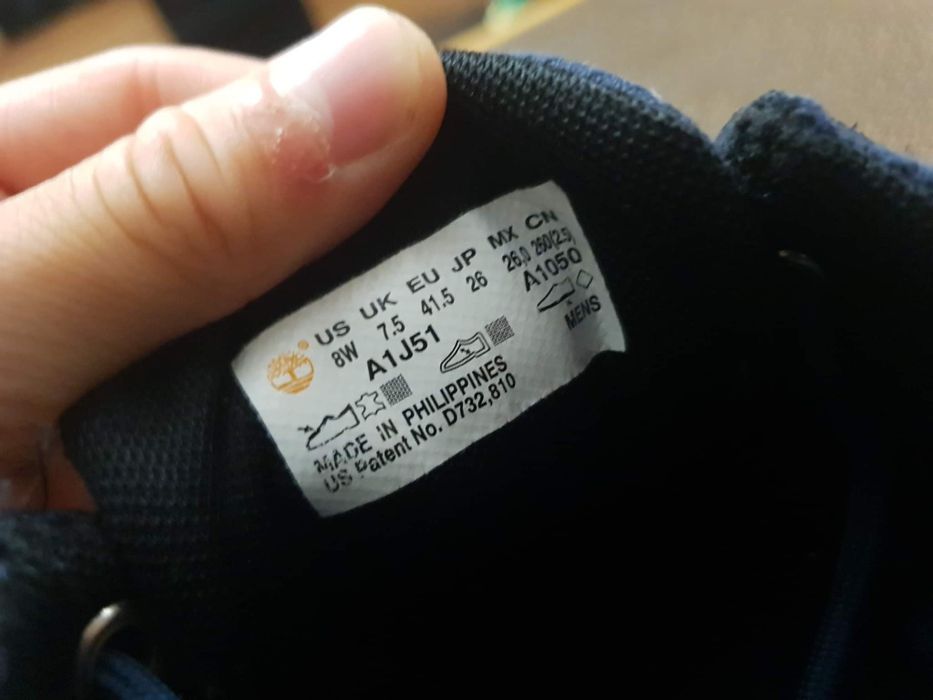 US UK EU JP MX CN
8W 7.5 41.5 26 26,0 260(2.5)
A1J51 A105O
MENS
MADE IN PHILIPPINES
US Patent No. D732,810